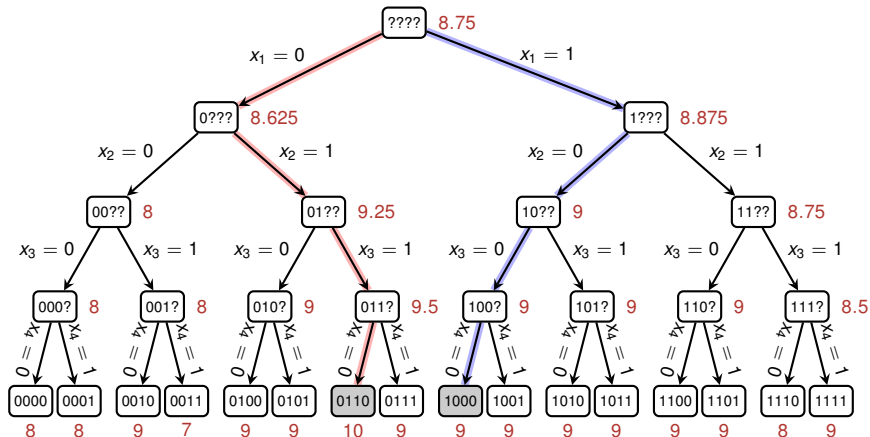 ???? 8.75
x₁ = 0 x₁ = 1
0??? 8.625 1??? 8.875
x₂ = 0 x₂ = 1 x₂ = 0 x₂ = 1
00?? 8 01?? 9.25 10?? 9 11?? 8.75
x₃ = 0 x₃ = 1 x₃ = 0 x₃ = 1 x₃ = 0 x₃ = 1 x₃ = 0 x₃ = 1
000? 8 001? 8 010? 9 011? 9.5 100? 9 101? 9 110? 9 111? 8.5
x₄ = 0 x₄ = 1 x₄ = 0 x₄ = 1 x₄ = 0 x₄ = 1 x₄ = 0 x₄ = 1 x₄ = 0 x₄ = 1 x₄ = 0 x₄ = 1 x₄ = 0 x₄ = 1 x₄ = 0 x₄ = 1
0000 0001 0010 0011 0100 0101 0110 0111 1000 1001 1010 1011 1100 1101 1110 1111
8 8 9 7 9 9 10 9 9 9 9 9 9 9 8 9